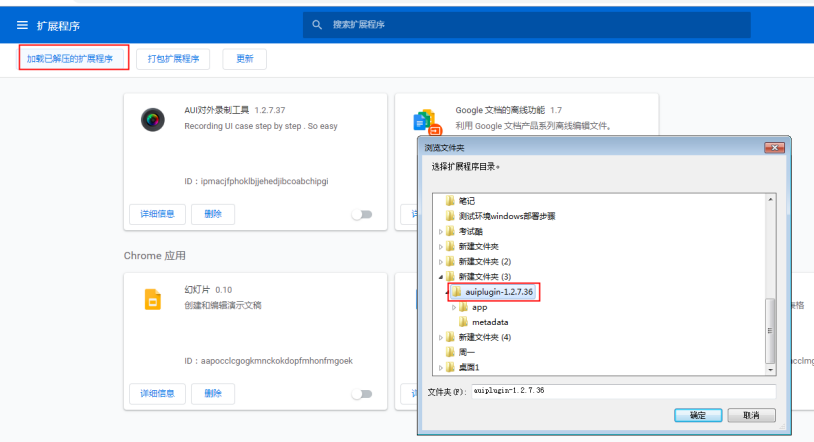 扩展程序
搜索扩展程序
加载已解压的扩展程序
打包扩展程序
更新
AUI对外录制工具 1.2.7.37
Recording UI case step by step . So easy
ID：ipmacjfphoklbjjehedjibcoabchipgi
详细信息
删除
Google 文档的离线功能 1.7
利用 Google 文档产品系列离线编辑文件。
Chrome 应用
幻灯片 0.10
创建和编辑演示文稿
ID：aapocclcgogkmnckokdopfmhonfmgoek
详细信息
删除
浏览文件夹
选择扩展程序目录。
笔记
测试环境windows部署步骤
考试酷
新建文件夹
新建文件夹 (2)
新建文件夹 (3)
auiplugin-1.2.7.36
app
metadata
新建文件夹 (4)
周一
桌面1
文件夹(F):
auiplugin-1.2.7.36
确定
取消